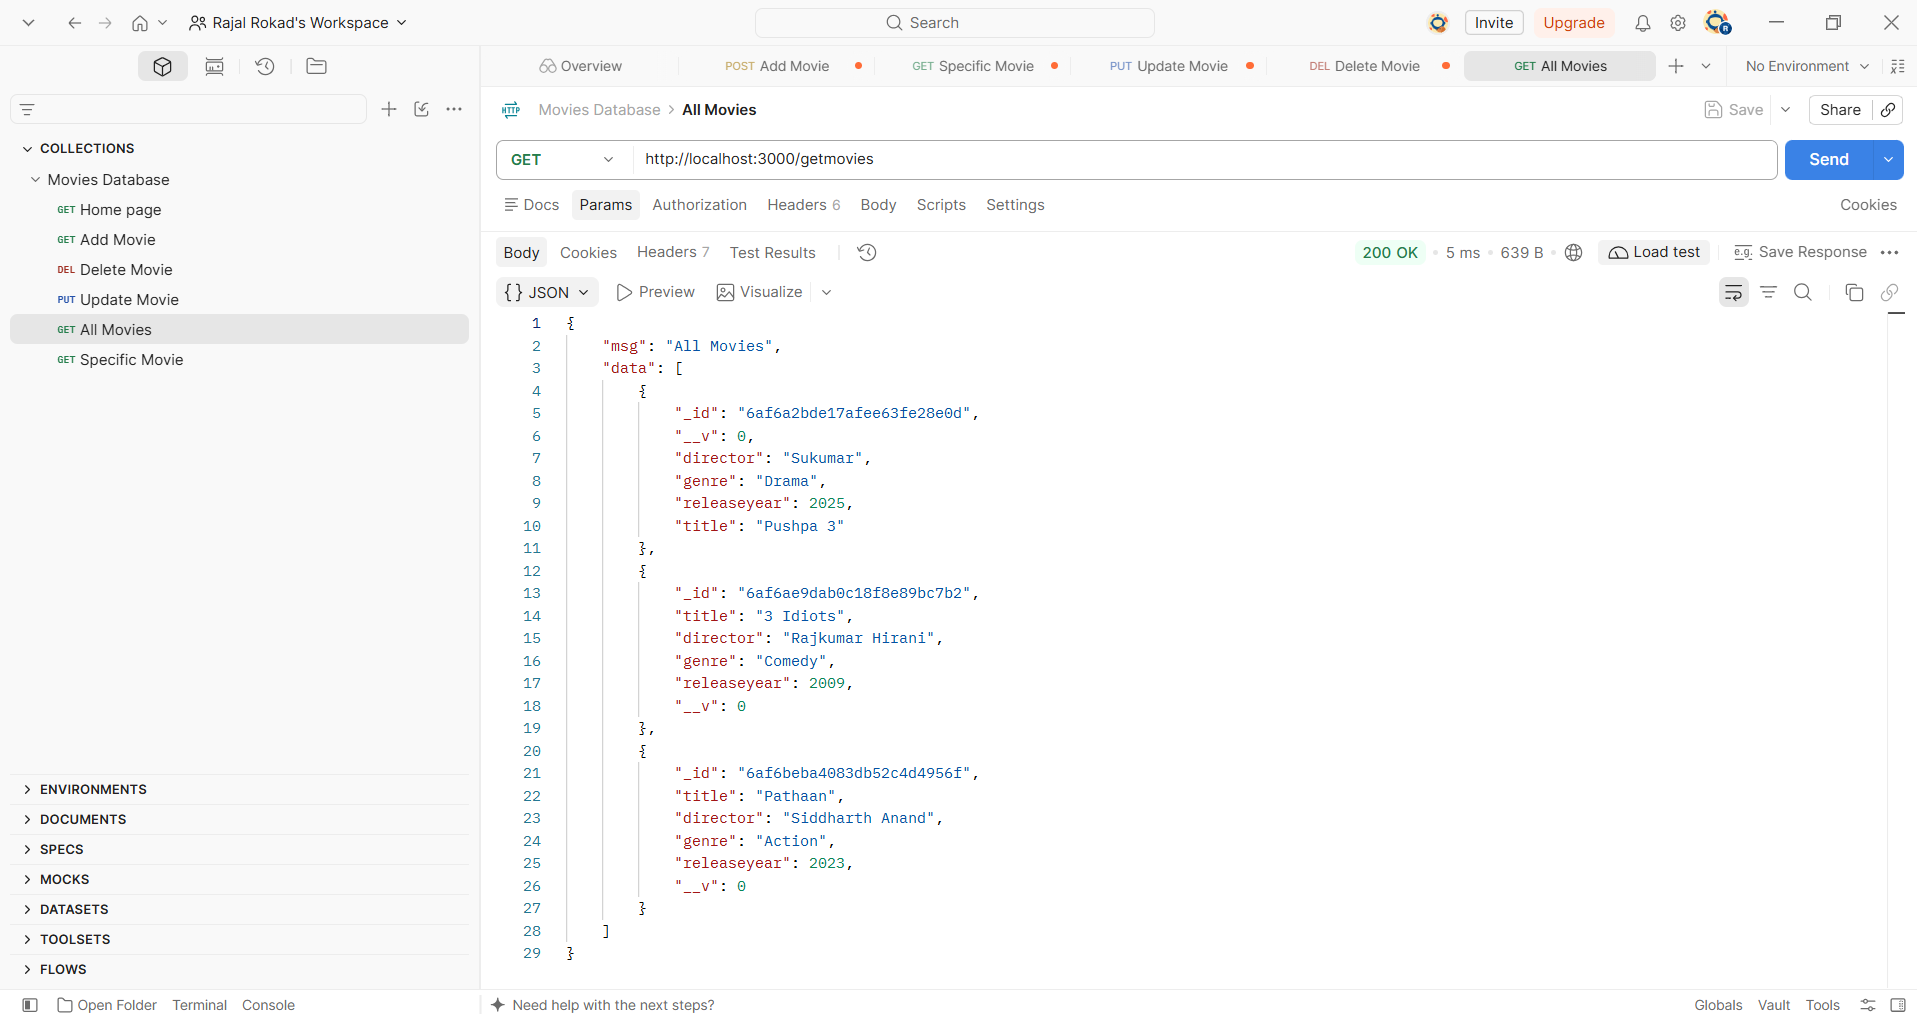 Rajal Rokad's Workspace
Search
Invite
Upgrade
Overview
POST Add Movie
GET Specific Movie
PUT Update Movie
DEL Delete Movie
GET All Movies
No Environment
COLLECTIONS
Movies Database
GET Home page
GET Add Movie
DEL Delete Movie
PUT Update Movie
GET All Movies
GET Specific Movie
ENVIRONMENTS
DOCUMENTS
SPECS
MOCKS
DATASETS
TOOLSETS
FLOWS
HTTP Movies Database > All Movies
Save
Share
GET http://localhost:3000/getmovies
Send
Docs Params Authorization Headers 6 Body Scripts Settings Cookies
Body Cookies Headers 7 Test Results
200 OK • 5 ms • 639 B •
Load test
e.g. Save Response
{} JSON Preview Visualize
1 {
2 "msg": "All Movies",
3 "data": [
4 {
5 "_id": "6af6a2bde17afee63fe28e0d",
6 "__v": 0,
7 "director": "Sukumar",
8 "genre": "Drama",
9 "releaseyear": 2025,
10 "title": "Pushpa 3"
11 },
12 {
13 "_id": "6af6ae9dab0c18f8e89bc7b2",
14 "title": "3 Idiots",
15 "director": "Rajkumar Hirani",
16 "genre": "Comedy",
17 "releaseyear": 2009,
18 "__v": 0
19 },
20 {
21 "_id": "6af6beba4083db52c4d4956f",
22 "title": "Pathaan",
23 "director": "Siddharth Anand",
24 "genre": "Action",
25 "releaseyear": 2023,
26 "__v": 0
27 }
28 ]
29 }
Open Folder Terminal Console
Need help with the next steps?
Globals Vault Tools